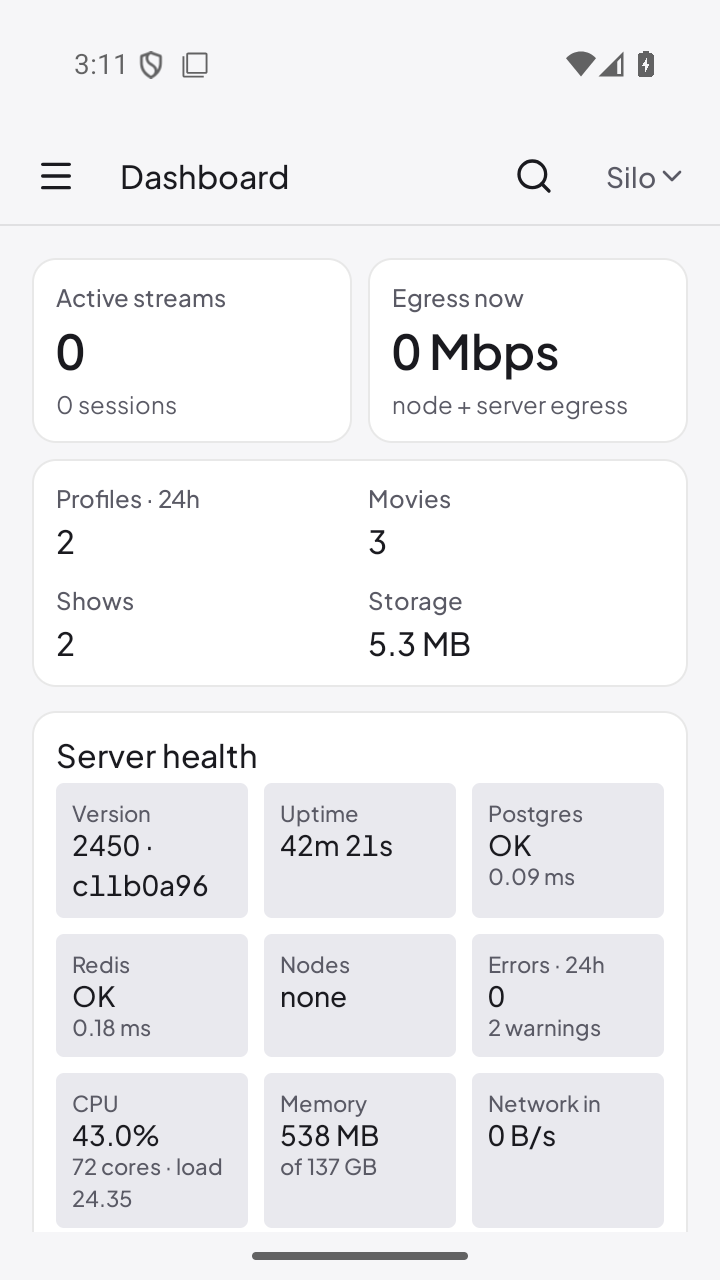 3:11
Dashboard
Silo
Active streams
0
0 sessions
Egress now
0 Mbps
node + server egress
Profiles · 24h
2
Movies
3
Shows
2
Storage
5.3 MB
Server health
Version
2450 ·
c11b0a96
Uptime
42m 21s
Postgres
OK
0.09 ms
Redis
OK
0.18 ms
Nodes
none
Errors · 24h
0
2 warnings
CPU
43.0%
72 cores · load
24.35
Memory
538 MB
of 137 GB
Network in
0 B/s